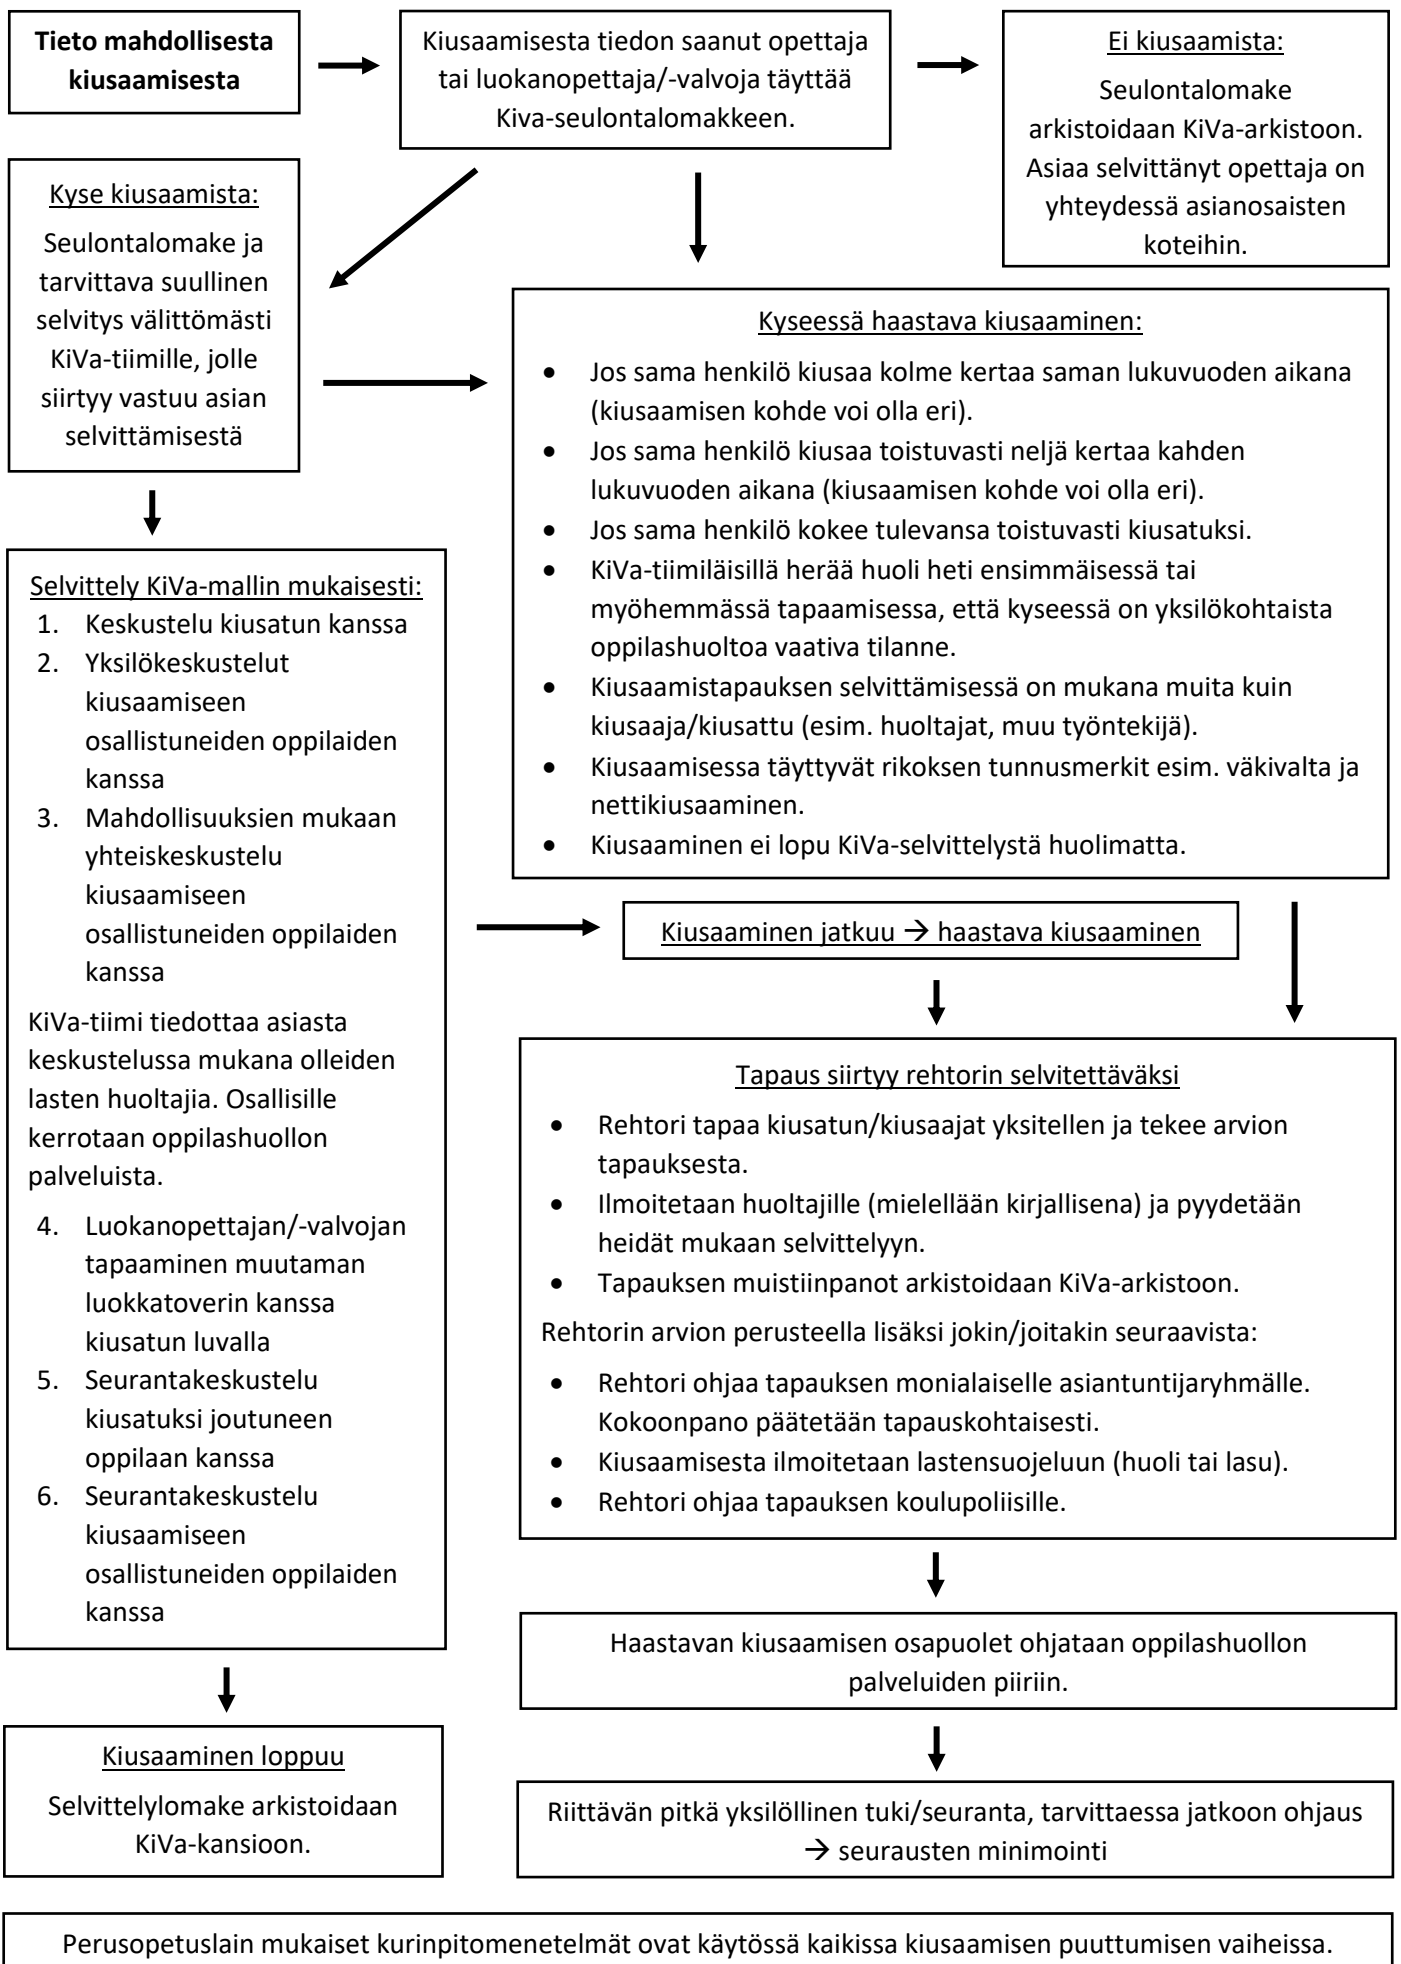 Tieto mahdollisesta
kiusaamisesta
Kiusaamisesta tiedon saanut opettaja
tai luokanopettaja/-valvoja täyttää
Kiva-seulontalomakkeen.
Ei kiusaamista:
Seulontalomake
arkistoidaan KiVa-arkistoon.
Asiaa selvittänyt opettaja on
yhteydessä asianosaisten
koteihin.
Kyse kiusaamista:
Seulontalomake ja
tarvittava suullinen
selvitys välittömästi
KiVa-tiimille, jolle
siirtyy vastuu asian
selvittämisestä
Kyseessä haastava kiusaaminen:
• Jos sama henkilö kiusaa kolme kertaa saman lukuvuoden aikana
(kiusaamisen kohde voi olla eri).
• Jos sama henkilö kiusaa toistuvasti neljä kertaa kahden
lukuvuoden aikana (kiusaamisen kohde voi olla eri).
• Jos sama henkilö kokee tulevansa toistuvasti kiusatuksi.
• KiVa-tiimiläisillä herää huoli heti ensimmäisessä tai
myöhemmässä tapaamisessa, että kyseessä on yksilökohtaista
oppilashuoltoa vaativa tilanne.
• Kiusaamistapauksen selvittämisessä on mukana muita kuin
kiusaaja/kiusattu (esim. huoltajat, muu työntekijä).
• Kiusaamisessa täyttyvät rikoksen tunnusmerkit esim. väkivalta ja
nettikiusaaminen.
• Kiusaaminen ei lopu KiVa-selvittelystä huolimatta.
Selvittely KiVa-mallin mukaisesti:
1. Keskustelu kiusatun kanssa
2. Yksilökeskustelut
kiusaamiseen
osallistuneiden oppilaiden
kanssa
3. Mahdollisuuksien mukaan
yhteiskeskustelu
kiusaamiseen
osallistuneiden oppilaiden
kanssa
KiVa-tiimi tiedottaa asiasta
keskustelussa mukana olleiden
lasten huoltajia. Osallisille
kerrotaan oppilashuollon
palveluista.
4. Luokanopettajan/-valvojan
tapaaminen muutaman
luokkatoverin kanssa
kiusatun luvalla
5. Seurantakeskustelu
kiusatuksi joutuneen
oppilaan kanssa
6. Seurantakeskustelu
kiusaamiseen
osallistuneiden oppilaiden
kanssa
Kiusaaminen jatkuu → haastava kiusaaminen
Tapaus siirtyy rehtorin selvitettäväksi
• Rehtori tapaa kiusatun/kiusaajat yksitellen ja tekee arvion
tapauksesta.
• Ilmoitetaan huoltajille (mielellään kirjallisena) ja pyydetään
heidät mukaan selvittelyyn.
• Tapauksen muistiinpanot arkistoidaan KiVa-arkistoon.
Rehtorin arvion perusteella lisäksi jokin/joitakin seuraavista:
• Rehtori ohjaa tapauksen monialaiselle asiantuntijaryhmälle.
Kokoonpano päätetään tapauskohtaisesti.
• Kiusaamisesta ilmoitetaan lastensuojeluun (huoli tai lasu).
• Rehtori ohjaa tapauksen koulupoliisille.
Haastavan kiusaamisen osapuolet ohjataan oppilashuollon
palveluiden piiriin.
Kiusaaminen loppuu
Selvittelylomake arkistoidaan
KiVa-kansioon.
Riittävän pitkä yksilöllinen tuki/seuranta, tarvittaessa jatkoon ohjaus
→ seurausten minimointi
Perusopetuslain mukaiset kurinpitomenetelmät ovat käytössä kaikissa kiusaamisen puuttumisen vaiheissa.